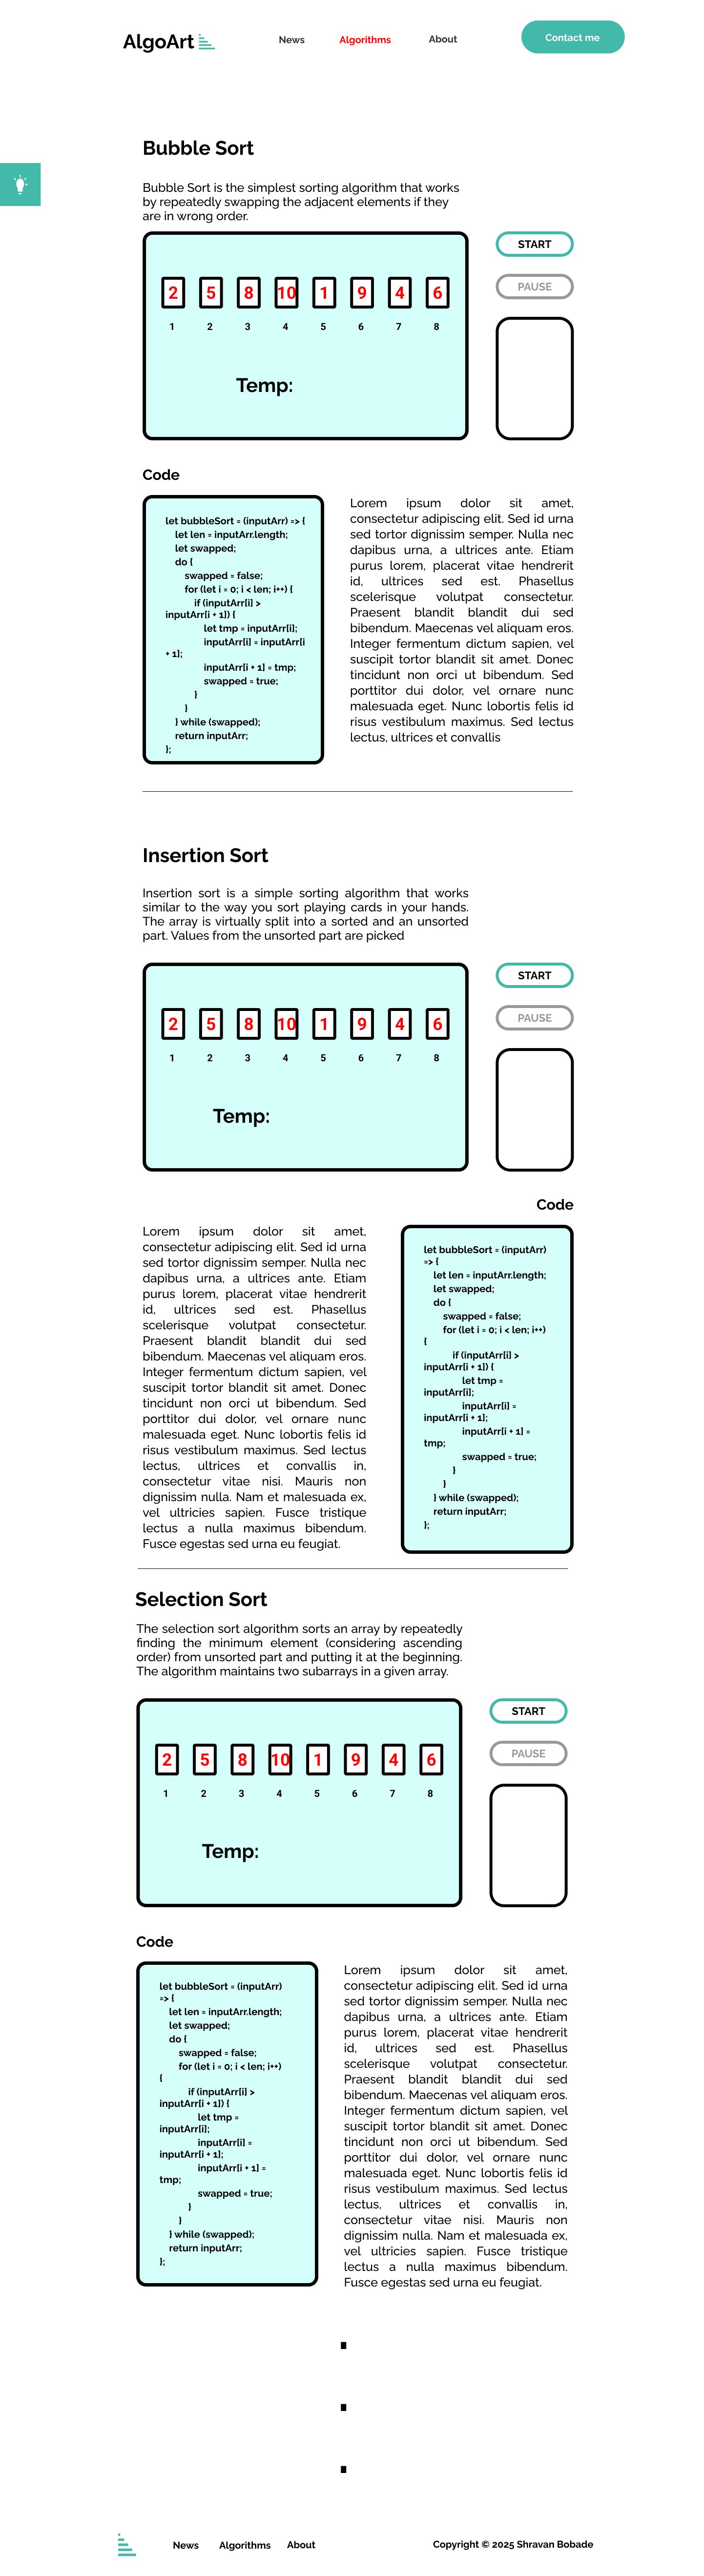 AlgoArt
News
Algorithms
About
Contact me
Bubble Sort
Bubble Sort is the simplest sorting algorithm that works
by repeatedly swapping the adjacent elements if they
are in wrong order.
2 5 8 10 1 9 4 6
1 2 3 4 5 6 7 8
Temp:
START
PAUSE
Code
let bubbleSort = (inputArr) => {
let len = inputArr.length;
let swapped;
do {
swapped = false;
for (let i = 0; i < len; i++) {
if (inputArr[i] >
inputArr[i + 1]) {
let tmp = inputArr[i];
inputArr[i] = inputArr[i
+ 1];
inputArr[i + 1] = tmp;
swapped = true;
}
}
} while (swapped);
return inputArr;
};
Lorem ipsum dolor sit amet,
consectetur adipiscing elit. Sed id urna
sed tortor dignissim semper. Nulla nec
dapibus urna, a ultrices ante. Etiam
purus lorem, placerat vitae hendrerit
id, ultrices sed est. Phasellus
scelerisque volutpat consectetur.
Praesent blandit blandit dui sed
bibendum. Maecenas vel aliquam eros.
Integer fermentum dictum sapien, vel
suscipit tortor blandit sit amet. Donec
tincidunt non orci ut bibendum. Sed
porttitor dui dolor, vel ornare nunc
malesuada eget. Nunc lobortis felis id
risus vestibulum maximus. Sed lectus
lectus, ultrices et convallis
Insertion Sort
Insertion sort is a simple sorting algorithm that works
similar to the way you sort playing cards in your hands.
The array is virtually split into a sorted and an unsorted
part. Values from the unsorted part are picked
2 5 8 10 1 9 4 6
1 2 3 4 5 6 7 8
Temp:
START
PAUSE
Lorem ipsum dolor sit amet,
consectetur adipiscing elit. Sed id urna
sed tortor dignissim semper. Nulla nec
dapibus urna, a ultrices ante. Etiam
purus lorem, placerat vitae hendrerit
id, ultrices sed est. Phasellus
scelerisque volutpat consectetur.
Praesent blandit blandit dui sed
bibendum. Maecenas vel aliquam eros.
Integer fermentum dictum sapien, vel
suscipit tortor blandit sit amet. Donec
tincidunt non orci ut bibendum. Sed
porttitor dui dolor, vel ornare nunc
malesuada eget. Nunc lobortis felis id
risus vestibulum maximus. Sed lectus
lectus, ultrices et convallis in,
consectetur vitae nisi. Mauris non
dignissim nulla. Nam et malesuada ex,
vel ultricies sapien. Fusce tristique
lectus a nulla maximus bibendum.
Fusce egestas sed urna eu feugiat.
Code
let bubbleSort = (inputArr)
=> {
let len = inputArr.length;
let swapped;
do {
swapped = false;
for (let i = 0; i < len; i++)
{
if (inputArr[i] >
inputArr[i + 1]) {
let tmp =
inputArr[i];
inputArr[i] =
inputArr[i + 1];
inputArr[i + 1] =
tmp;
swapped = true;
}
}
} while (swapped);
return inputArr;
};
Selection Sort
The selection sort algorithm sorts an array by repeatedly
finding the minimum element (considering ascending
order) from unsorted part and putting it at the beginning.
The algorithm maintains two subarrays in a given array.
2 5 8 10 1 9 4 6
1 2 3 4 5 6 7 8
Temp:
START
PAUSE
Code
let bubbleSort = (inputArr)
=> {
let len = inputArr.length;
let swapped;
do {
swapped = false;
for (let i = 0; i < len; i++)
{
if (inputArr[i] >
inputArr[i + 1]) {
let tmp =
inputArr[i];
inputArr[i] =
inputArr[i + 1];
inputArr[i + 1] =
tmp;
swapped = true;
}
}
} while (swapped);
return inputArr;
};
Lorem ipsum dolor sit amet,
consectetur adipiscing elit. Sed id urna
sed tortor dignissim semper. Nulla nec
dapibus urna, a ultrices ante. Etiam
purus lorem, placerat vitae hendrerit
id, ultrices sed est. Phasellus
scelerisque volutpat consectetur.
Praesent blandit blandit dui sed
bibendum. Maecenas vel aliquam eros.
Integer fermentum dictum sapien, vel
suscipit tortor blandit sit amet. Donec
tincidunt non orci ut bibendum. Sed
porttitor dui dolor, vel ornare nunc
malesuada eget. Nunc lobortis felis id
risus vestibulum maximus. Sed lectus
lectus, ultrices et convallis in,
consectetur vitae nisi. Mauris non
dignissim nulla. Nam et malesuada ex,
vel ultricies sapien. Fusce tristique
lectus a nulla maximus bibendum.
Fusce egestas sed urna eu feugiat.
.
.
.
News
Algorithms
About
Copyright © 2025 Shravan Bobade